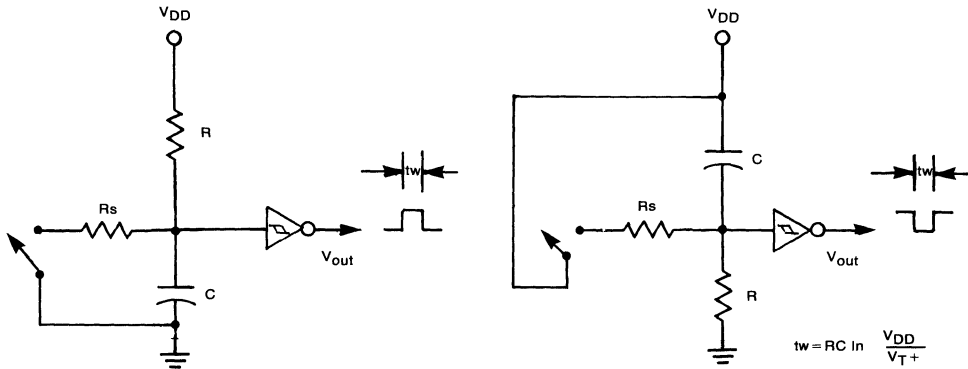 VDD
R
Rs
C
Vout
tw
VDD
C
Rs
R
Vout
tw
tw = RC ln VDD / VT+